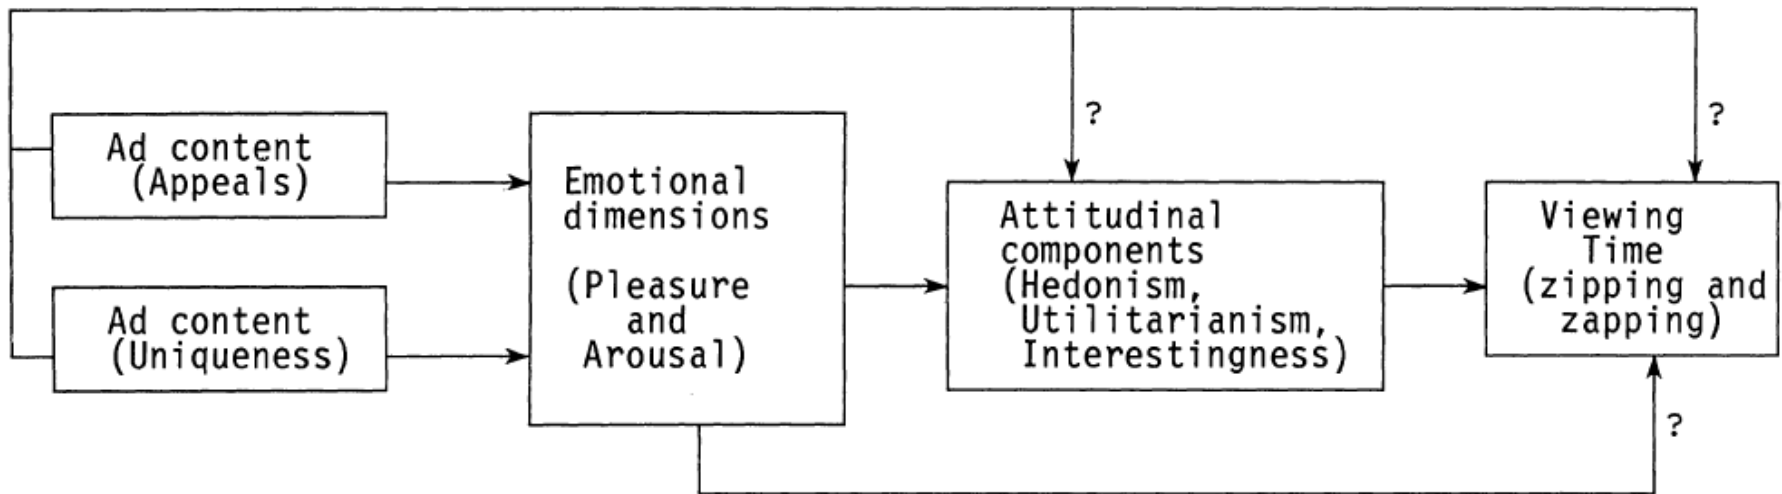 Ad content
(Appeals)
Ad content
(Uniqueness)
Emotional
dimensions
(Pleasure
and
Arousal)
?
Attitudinal
components
(Hedonism,
Utilitarianism,
Interestingness)
?
Viewing
Time
(zipping and
zapping)
?